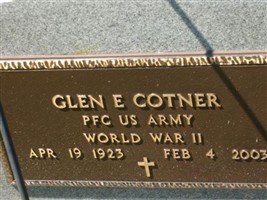 GLEN E COTNER
PFC US ARMY
WORLD WAR II
APR 19 1923 FEB 4 2003